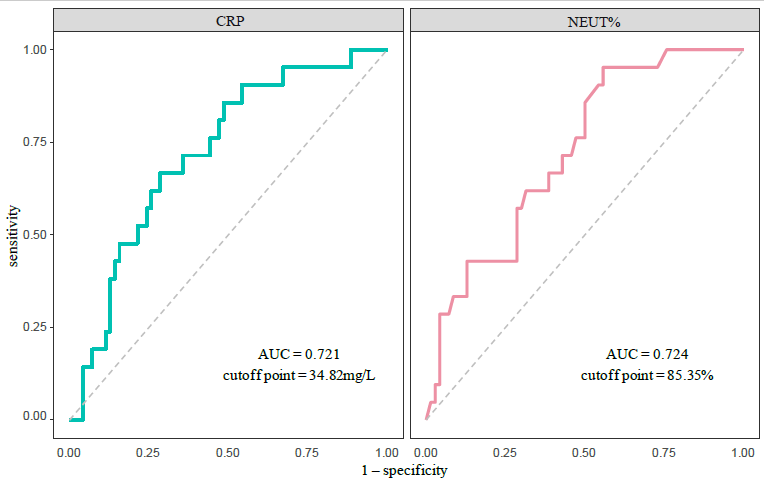 CRP
NEUT%
sensitivity
1.00
0.75
0.50
0.25
0.00
AUC = 0.721
cutoff point = 34.82mg/L
AUC = 0.724
cutoff point = 85.35%
0.00 0.25 0.50 0.75 1.00
0.00 0.25 0.50 0.75 1.00
1 – specificity